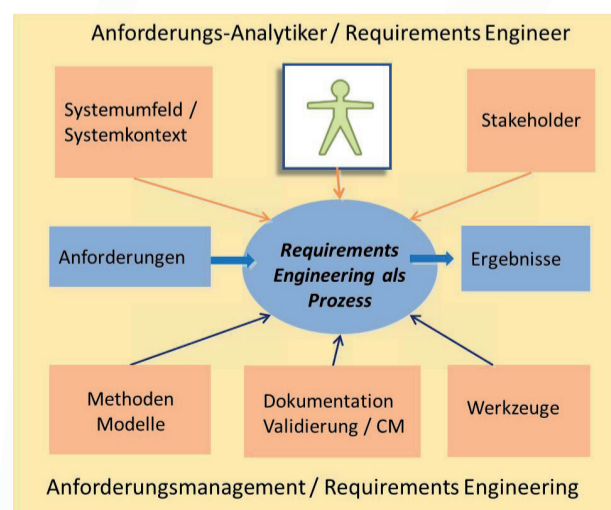 Anforderungs-Analytiker / Requirements Engineer
Systemumfeld /
Systemkontext
Stakeholder
Anforderungen
Requirements
Engineering als
Prozess
Ergebnisse
Methoden
Modelle
Dokumentation
Validierung / CM
Werkzeuge
Anforderungsmanagement / Requirements Engineering